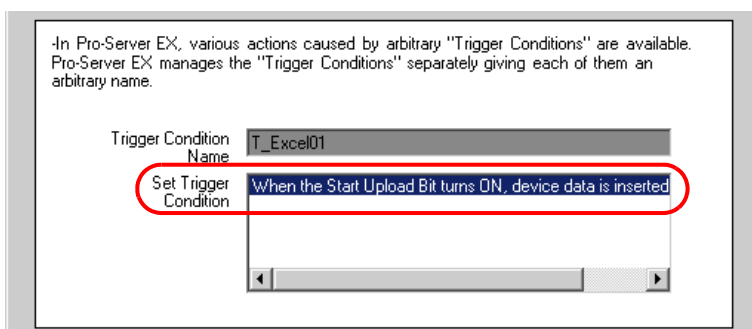 -In Pro-Server EX, various actions caused by arbitrary "Trigger Conditions" are available.
Pro-Server EX manages the "Trigger Conditions" separately giving each of them an
arbitrary name.
Trigger Condition
Name
T_Excel01
Set Trigger
Condition
When the Start Upload Bit turns ON, device data is inserted